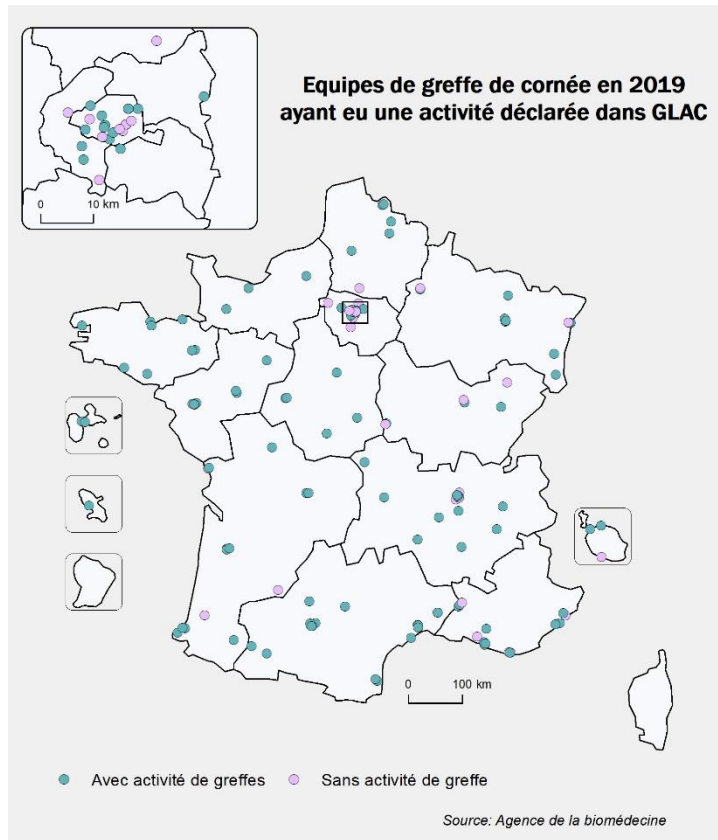 Equipes de greffe de cornée en 2019
ayant eu une activité déclarée dans GLAC
0 10 km
0 100 km
Avec activité de greffes Sans activité de greffe
Source: Agence de la biomédecine